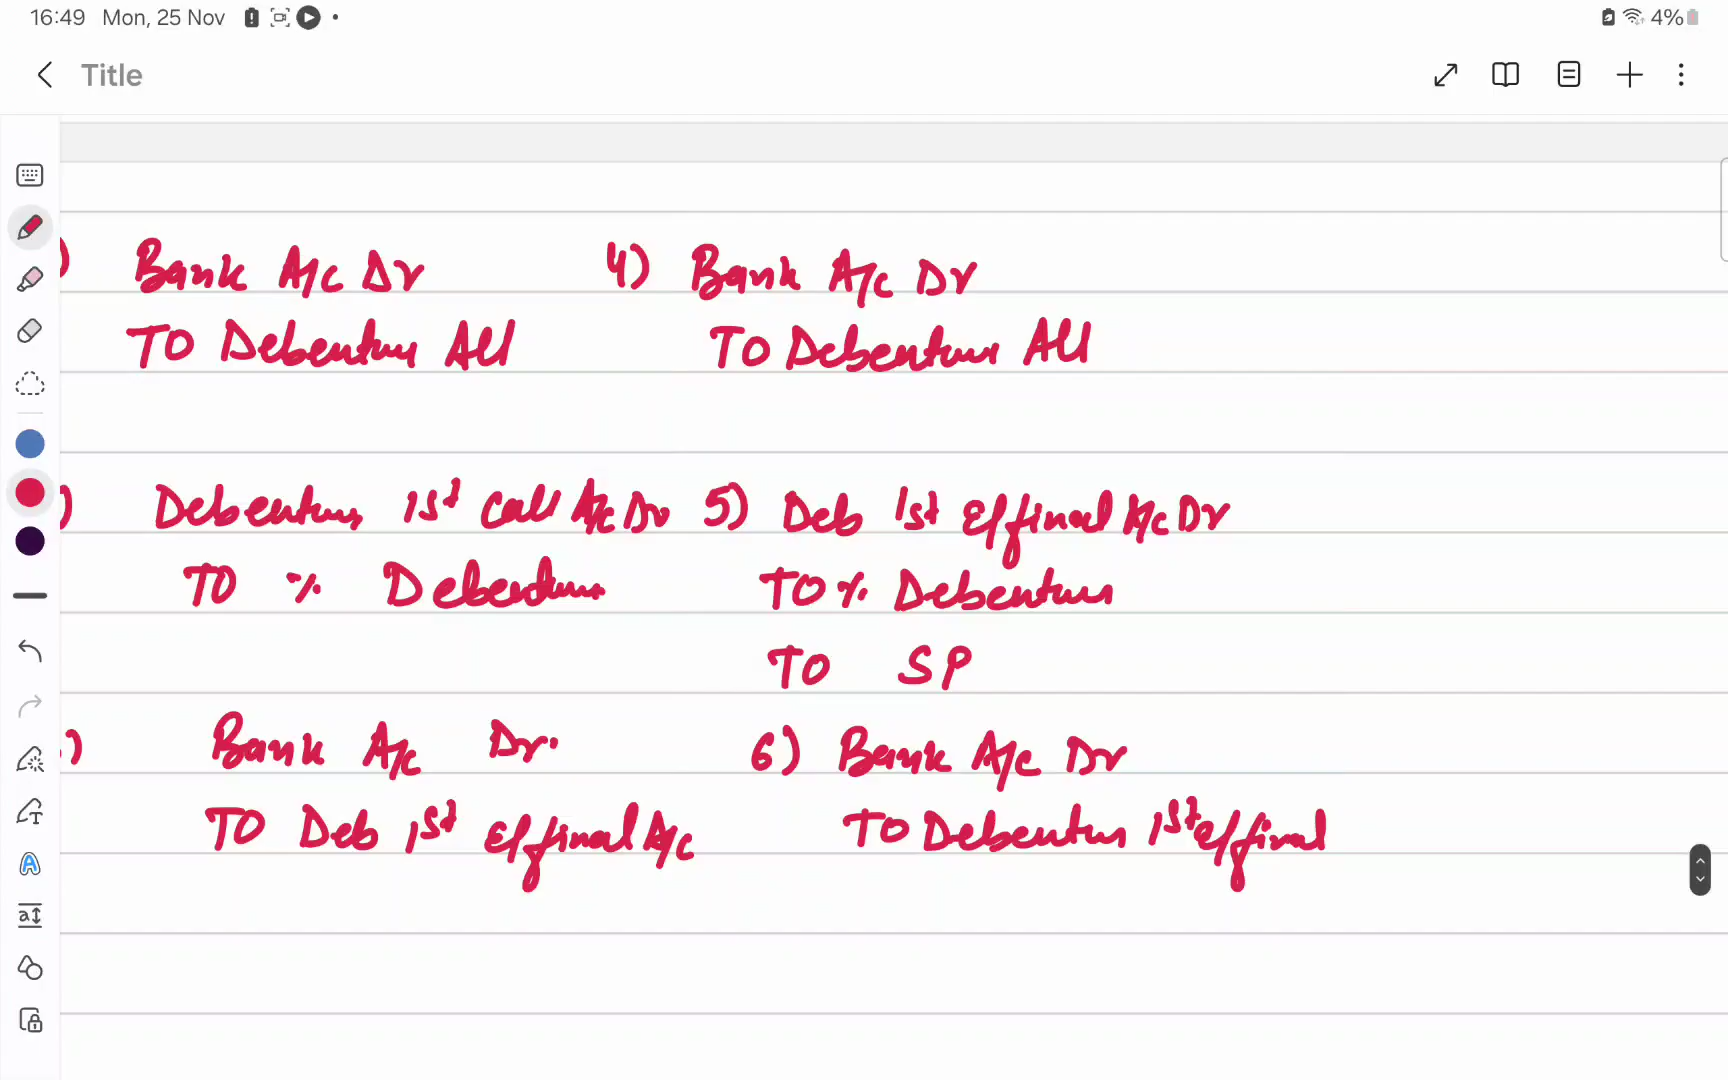 16:49 Mon, 25 Nov 4%
Title
) Bank A/c Dr
TO Debenture All
) Debenture 1st Call A/c Dr
TO % Debenture
) Bank A/c Dr.
TO Deb 1st & final A/c
4) Bank A/c Dr
TO Debenture All
5) Deb 1st & final A/c Dr
TO % Debenture
TO SP
6) Bank A/c Dr
TO Debenture 1st & final